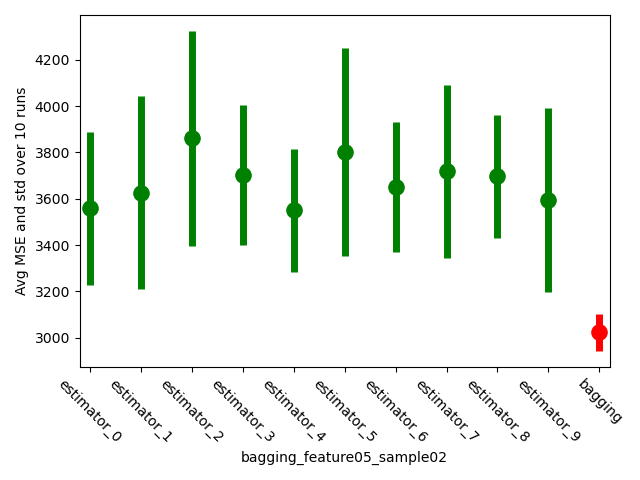 Avg MSE and std over 10 runs
4200
4000
3800
3600
3400
3200
3000
estimator_0
estimator_1
estimator_2
estimator_3
estimator_4
estimator_5
estimator_6
estimator_7
estimator_8
estimator_9
bagging
bagging_feature05_sample02